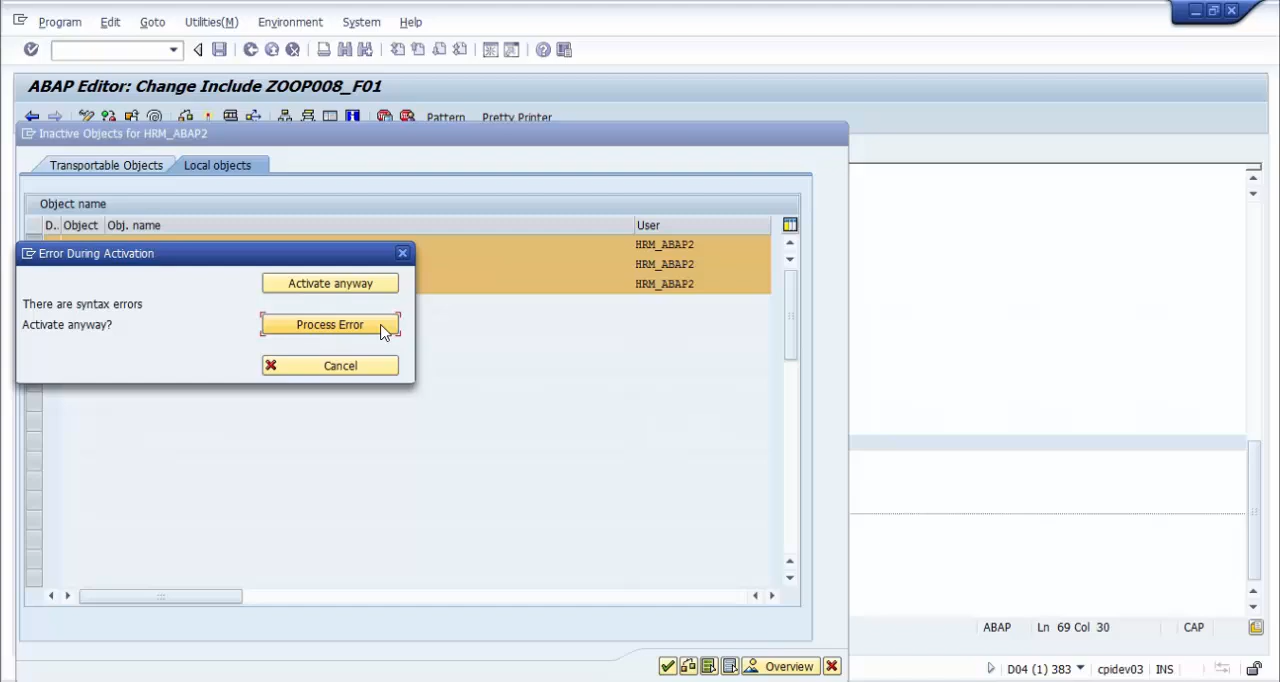 Program Edit Goto Utilities(M) Environment System Help
ABAP Editor: Change Include ZOOP008_F01
Pattern Pretty Printer
Inactive Objects for HRM_ABAP2
Transportable Objects Local objects
Object name
D.. Object Obj. name User
HRM_ABAP2
HRM_ABAP2
HRM_ABAP2
Error During Activation
Activate anyway
There are syntax errors
Activate anyway?
Process Error
Cancel
ABAP Ln 69 Col 30 CAP
Overview
D04 (1) 383 cpidev03 INS